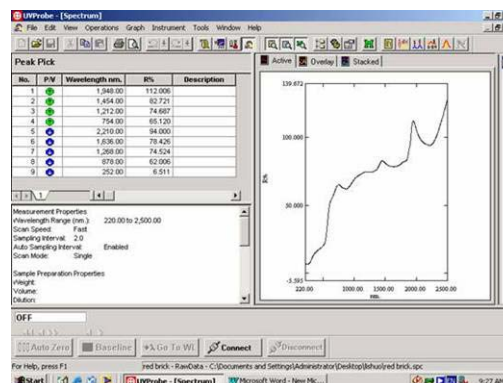 UVProbe - [Spectrum]
File Edit View Operations Graph Instrument Tools Window Help
Peak Pick
No. P/V Wavelength nm. R% Description
1 1,948.00 112.006
2 1,454.00 82.721
3 1,212.00 74.687
4 754.00 65.120
5 2,210.00 94.000
6 1,636.00 78.426
7 1,268.00 74.524
8 878.00 62.006
9 252.00 6.511
1
Measurement Properties
Wavelength Range (nm.): 220.00 to 2,500.00
Scan Speed: Fast
Sampling Interval: 2.0
Auto Sampling Interval: Enabled
Scan Mode: Single
Sample Preparation Properties
Weight:
Volume:
Dilution:
Active Overlay Stacked
139.672
100.000
R%
50.000
-5.593
220.00 2000.00 2000.00 2500.00
nm.
OFF
Auto Zero Baseline Go To WL Connect Disconnect
For Help, press F1
red brick - RawData - C:\Documents and Settings\Administrator\Desktop\lishus\red brick.spc
Start UVProbe - [Spectrum] Microsoft Word - New Mic...